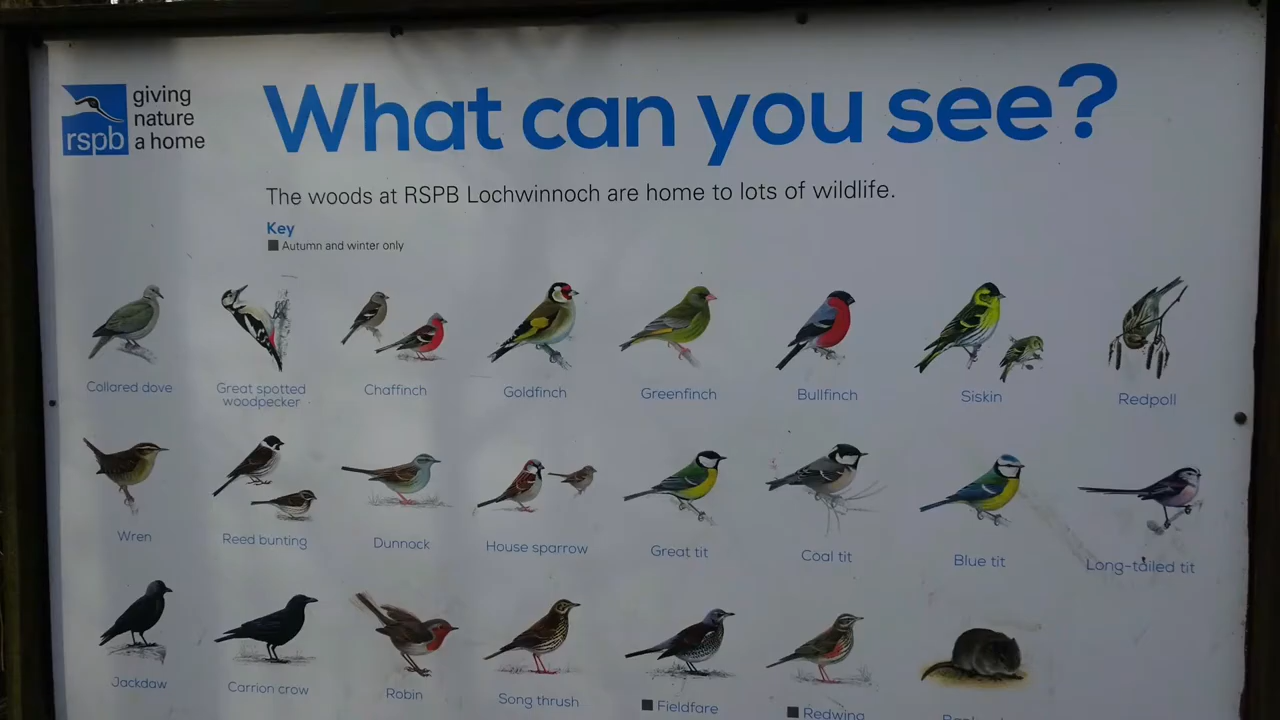 giving
nature
a home
rspb
What can you see?
The woods at RSPB Lochwinnoch are home to lots of wildlife.
Key
Autumn and winter only
Collared dove
Great spotted
woodpecker
Chaffinch
Goldfinch
Greenfinch
Bullfinch
Siskin
Redpoll
Wren
Reed bunting
Dunnock
House sparrow
Great tit
Coal tit
Blue tit
Long-tailed tit
Jackdaw
Carrion crow
Robin
Song thrush
Fieldfare
Redwing